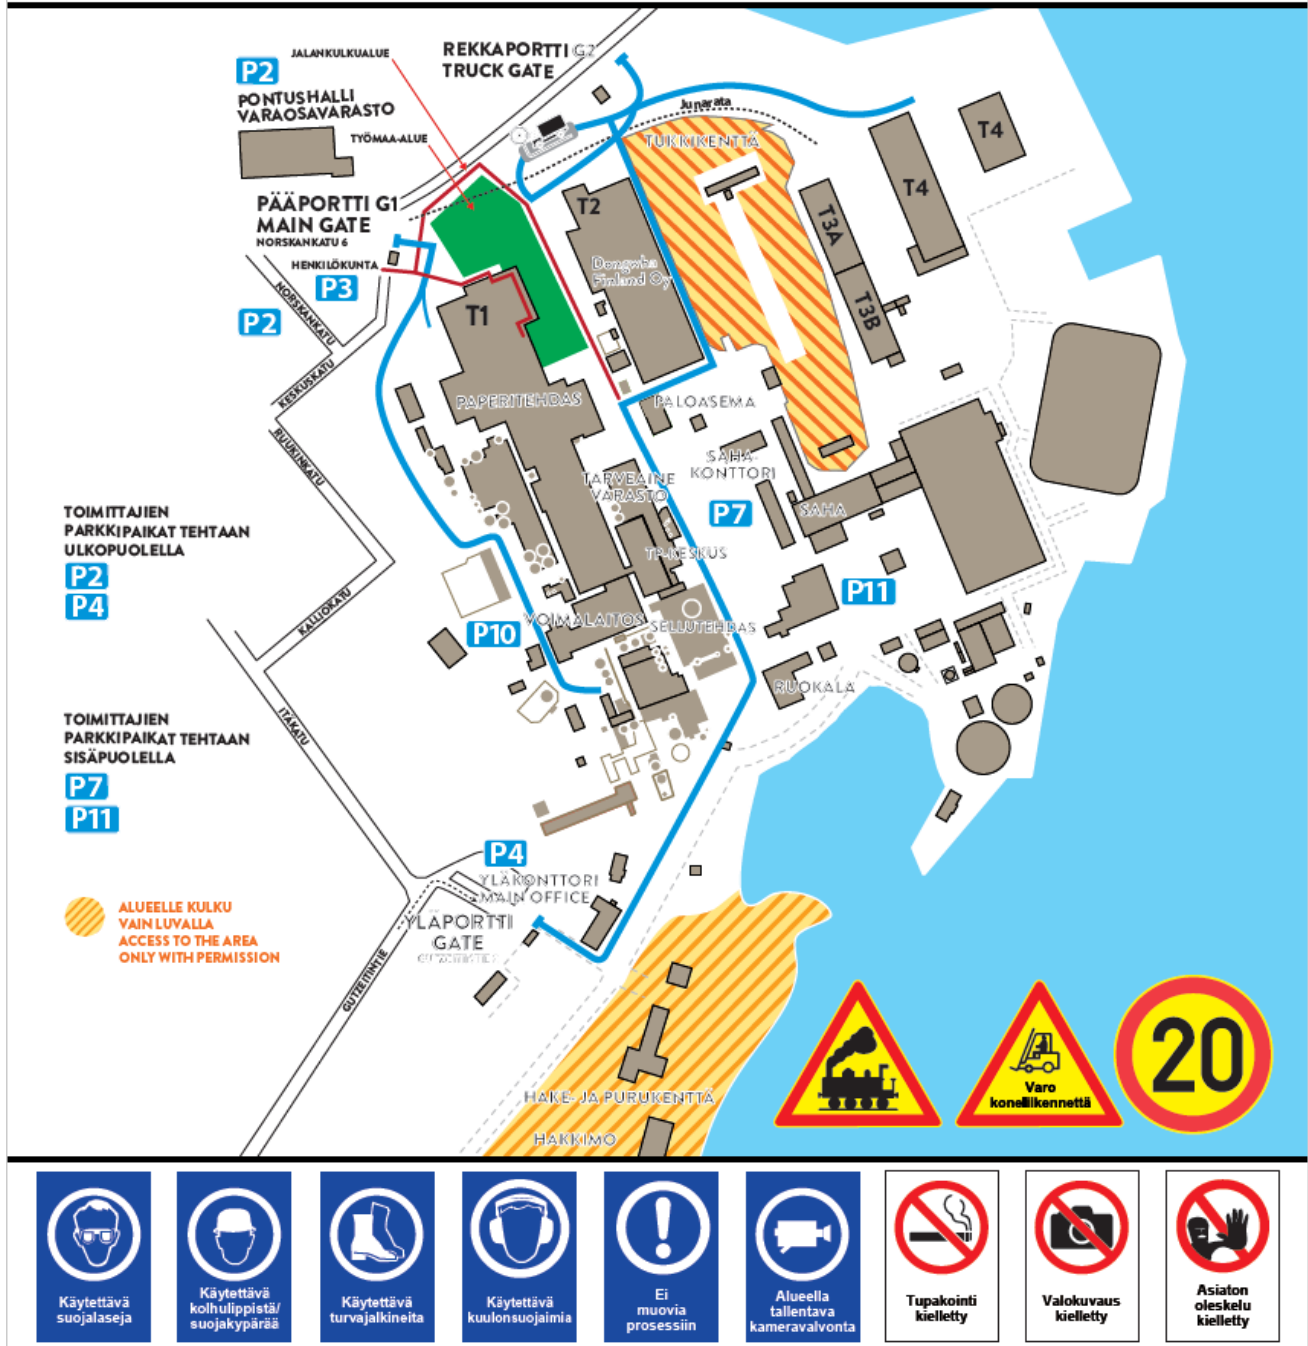 JALANKULKUALUE
REKKAPORTTI G2
TRUCK GATE
P2
PONTUSHALLI
VARAOSAVARASTO
TYÖMAA-ALUE
Junarata
TUKKIKENTTÄ
T4
T4
PÄÄPORTTI G1
MAIN GATE
NORSKANKATU 6
HENKILÖKUNTA
P3
P2
NORSKANKATU
KESKUSKATU
RUUKINKATU
KALLIOKATU
ITÄKATU
GUTZEITINTIE
T2
Dongwha
Finland Oy
T3A
T3B
T1
PAPERITEHDAS
PALOASEMA
SAHA-
KONTTORI
TARVEAINE
VARASTO
P7
SAHA
TP-KESKUS
P11
VOIMALAITOS
SELLUTEHDAS
P10
RUOKALA
TOIMITTAJIEN
PARKKIPAIKAT TEHTAAN
ULKOPUOLELLA
P2
P4
TOIMITTAJIEN
PARKKIPAIKAT TEHTAAN
SISÄPUOLELLA
P7
P11
P4
YLÄKONTTORI
MAIN OFFICE
YLÄPORTTI
GATE
ALUEELLE KULKU
VAIN LUVALLA
ACCESS TO THE AREA
ONLY WITH PERMISSION
HAKE- JA PURUKENTTÄ
HAKKIMO
Varo
koneliikennettä
20
Käytettävä
suojalaseja
Käytettävä
kolhulippistä/
suojakypärää
Käytettävä
turvajalkineita
Käytettävä
kuulonsuojaimia
Ei
muovia
prosessiin
Alueella
tallentava
kameravalvonta
Tupakointi
kielletty
Valokuvaus
kielletty
Asiaton
oleskelu
kielletty